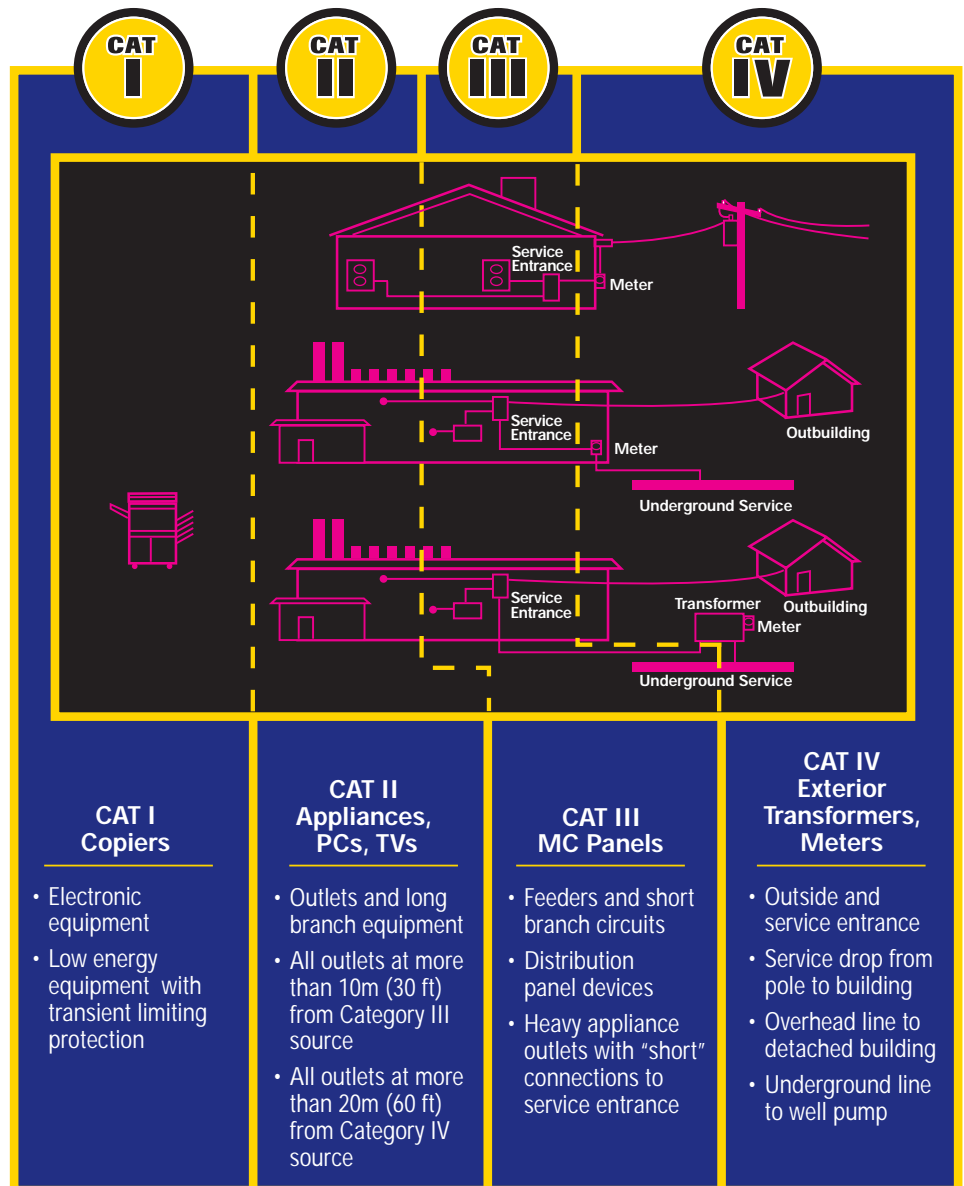 CAT
I
CAT
II
CAT
III
CAT
IV
Service
Entrance
Meter
Service
Entrance
Meter
Outbuilding
Underground Service
Service
Entrance
Transformer
Outbuilding
Meter
Underground Service
CAT I
Copiers
• Electronic
equipment
• Low energy
equipment with
transient limiting
protection
CAT II
Appliances,
PCs, TVs
• Outlets and long
branch equipment
• All outlets at more
than 10m (30 ft)
from Category III
source
• All outlets at more
than 20m (60 ft)
from Category IV
source
CAT III
MC Panels
• Feeders and short
branch circuits
• Distribution
panel devices
• Heavy appliance
outlets with “short”
connections to
service entrance
CAT IV
Exterior
Transformers,
Meters
• Outside and
service entrance
• Service drop from
pole to building
• Overhead line to
detached building
• Underground line
to well pump